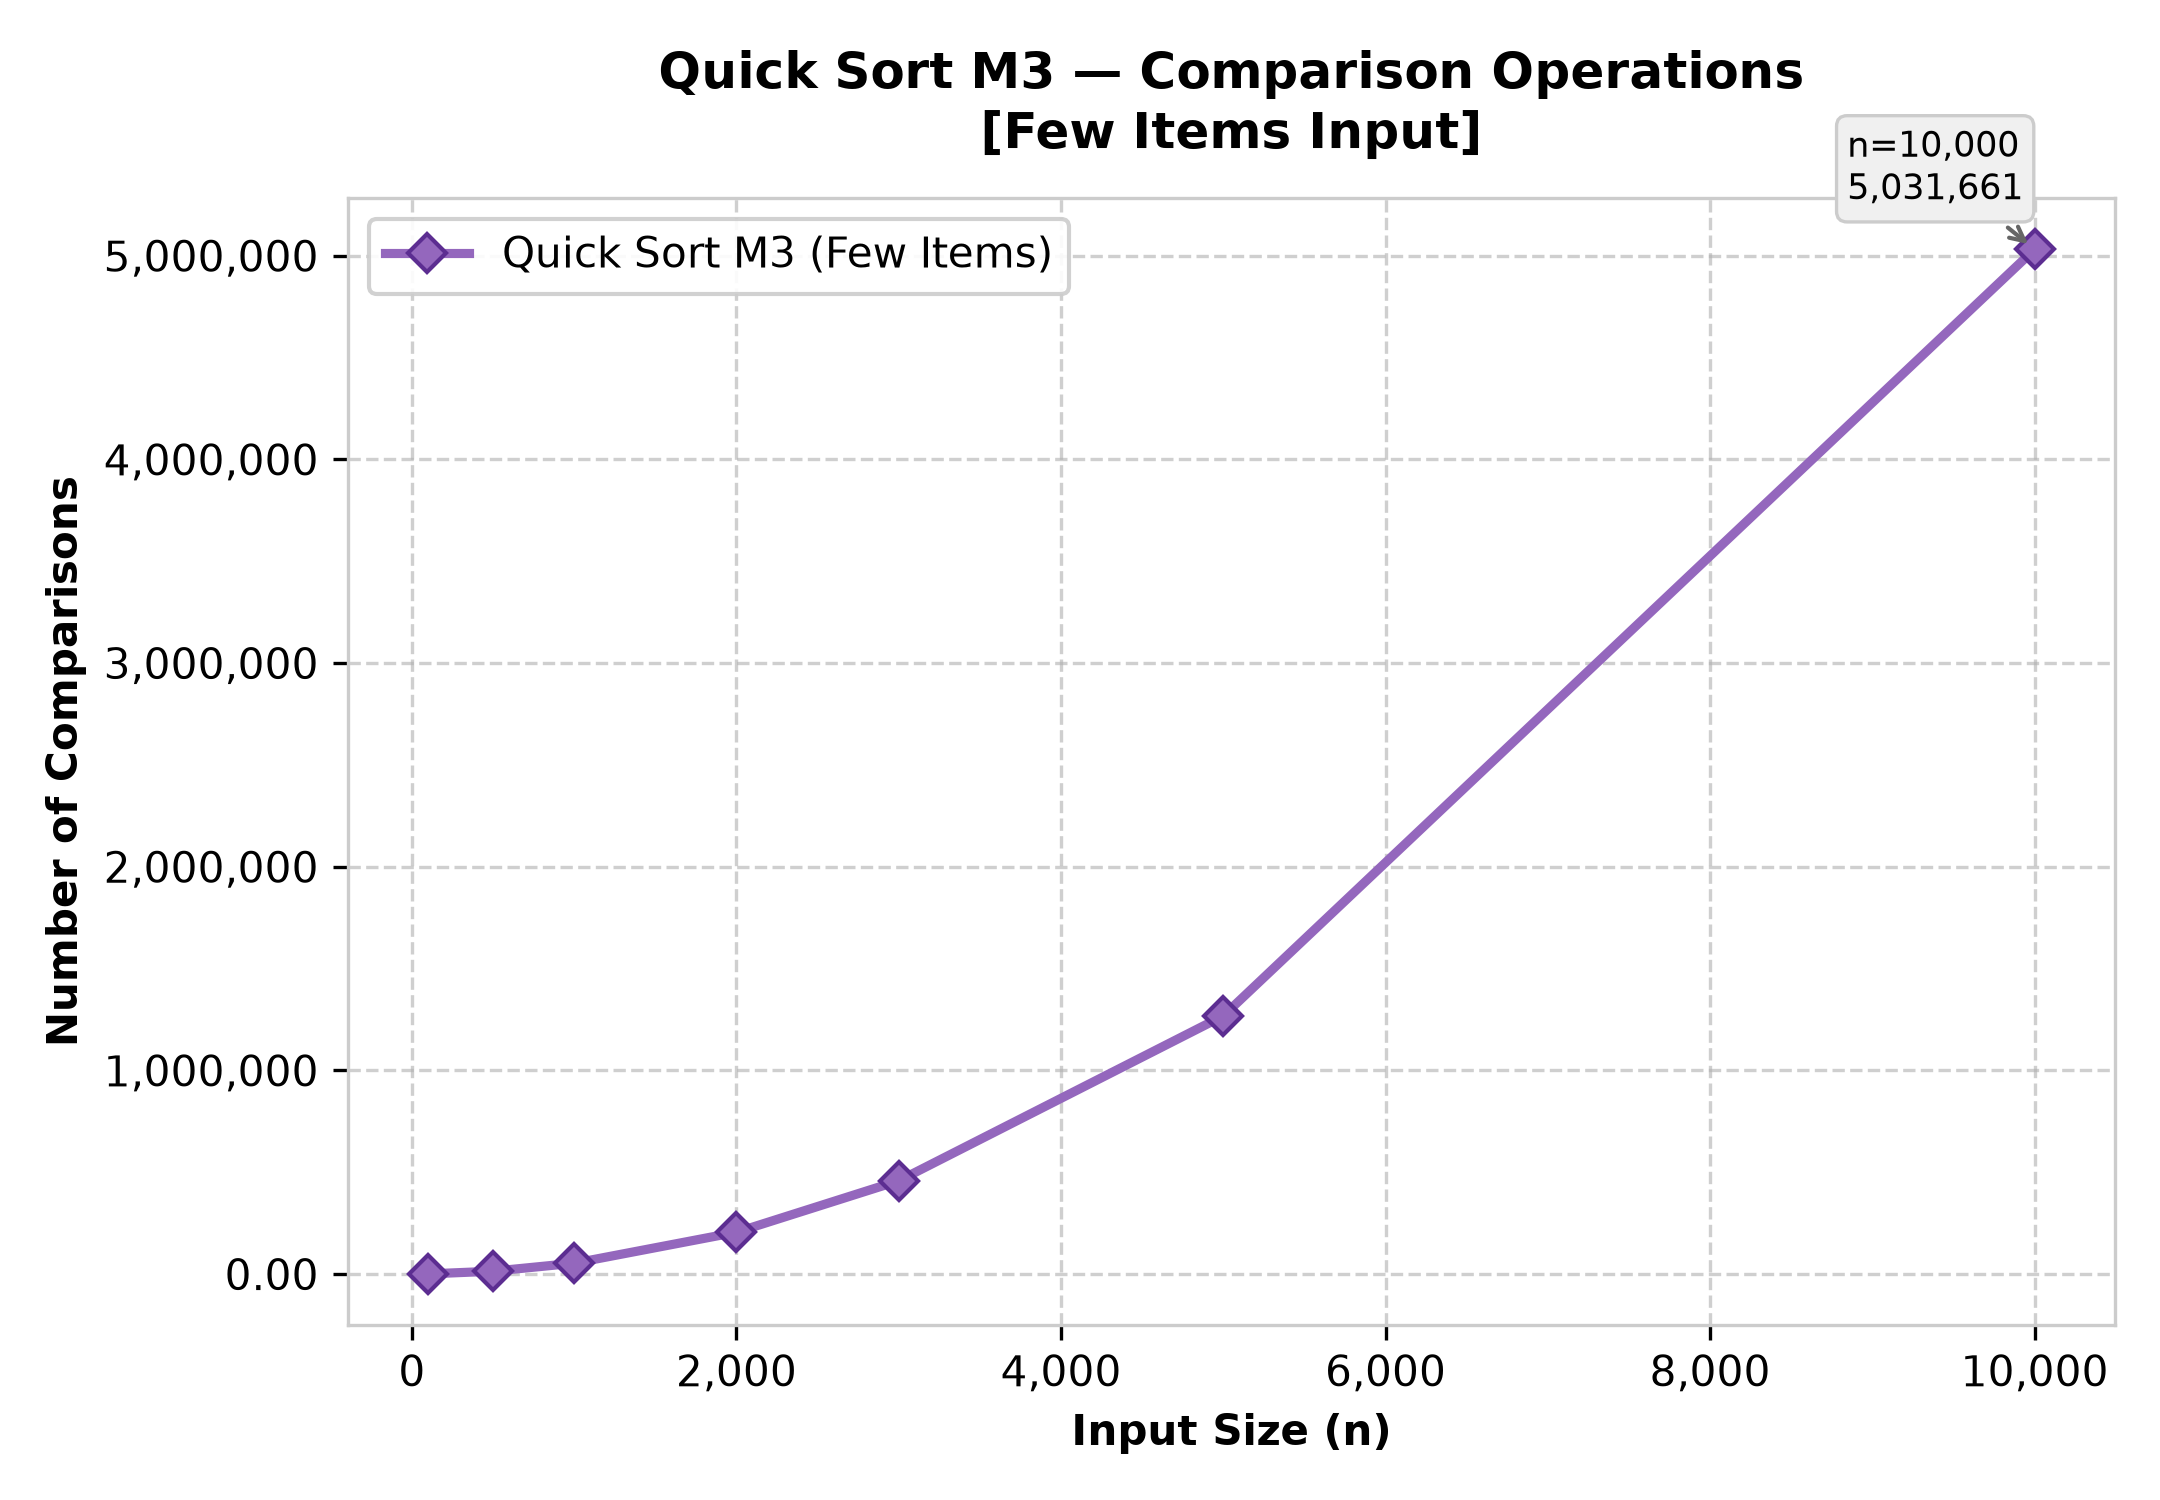 Quick Sort M3 — Comparison Operations
[Few Items Input]
n=10,000
5,031,661
Quick Sort M3 (Few Items)
5,000,000
4,000,000
3,000,000
2,000,000
1,000,000
0.00
Number of Comparisons
0
2,000
4,000
6,000
8,000
10,000
Input Size (n)